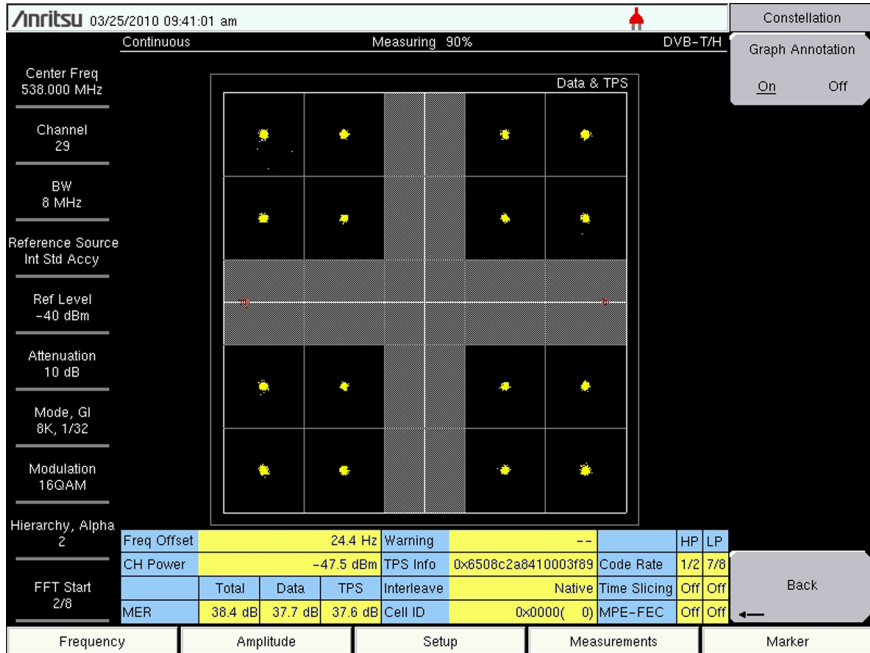 Anritsu 03/25/2010 09:41:01 am
Constellation
Continuous Measuring 90% DVB-T/H
Graph Annotation
On Off
Data & TPS
Center Freq
538.000 MHz
Channel
29
BW
8 MHz
Reference Source
Int Std Accy
Ref Level
-40 dBm
Attenuation
10 dB
Mode, GI
8K, 1/32
Modulation
16QAM
Hierarchy, Alpha
2
FFT Start
2/8
Freq Offset 24.4 Hz Warning -- HP LP
CH Power -47.5 dBm TPS Info 0x6508c2a8410003f89 Code Rate 1/2 7/8
Total Data TPS Interleave Native Time Slicing Off Off
MER 38.4 dB 37.7 dB 37.6 dB Cell ID 0x0000( 0) MPE-FEC Off Off
Back
Frequency Amplitude Setup Measurements Marker